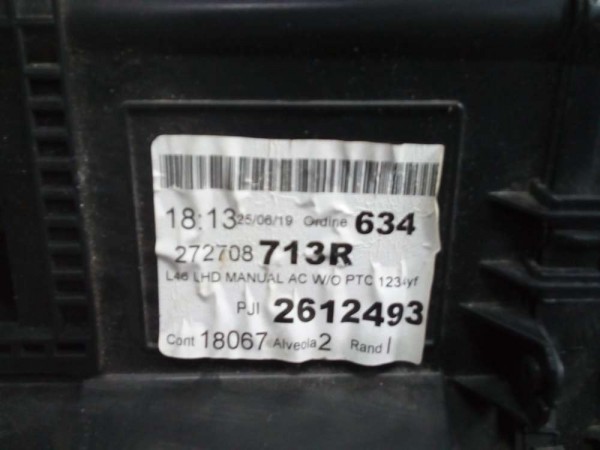 18:13 25/06/19 Ordine 634
272708 713R
L46 LHD MANUAL AC W/O PTC 1234yf
PJI 2612493
Cont 18067 Alveola 2 Rand I